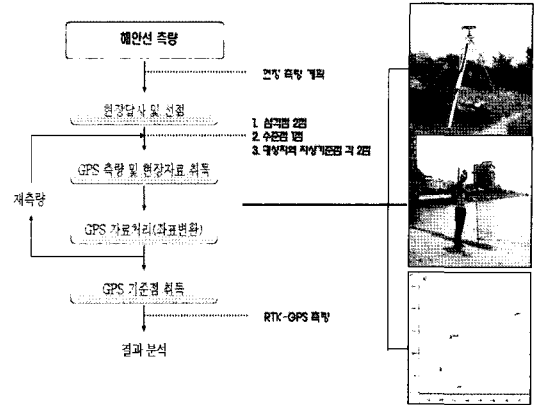 해안선 측량
현장 측량 계획
현장답사 및 선점
1. 삼각점 2점
2. 수준점 1점
3. 대상지역 지상기준점 각 2점
GPS 측량 및 현장자료 취득
재측량
GPS 자료처리(좌표변환)
GPS 기준점 취득
RTK-GPS 측량
결과 분석